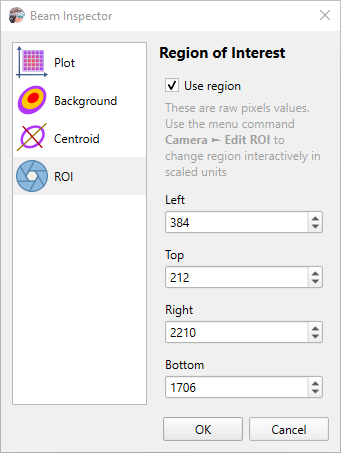 Beam Inspector
Plot
Background
Centroid
ROI
Region of Interest
Use region
These are raw pixels values.
Use the menu command
Camera ➛ Edit ROI to
change region interactively in
scaled units
Left
384
Top
212
Right
2210
Bottom
1706
OK
Cancel